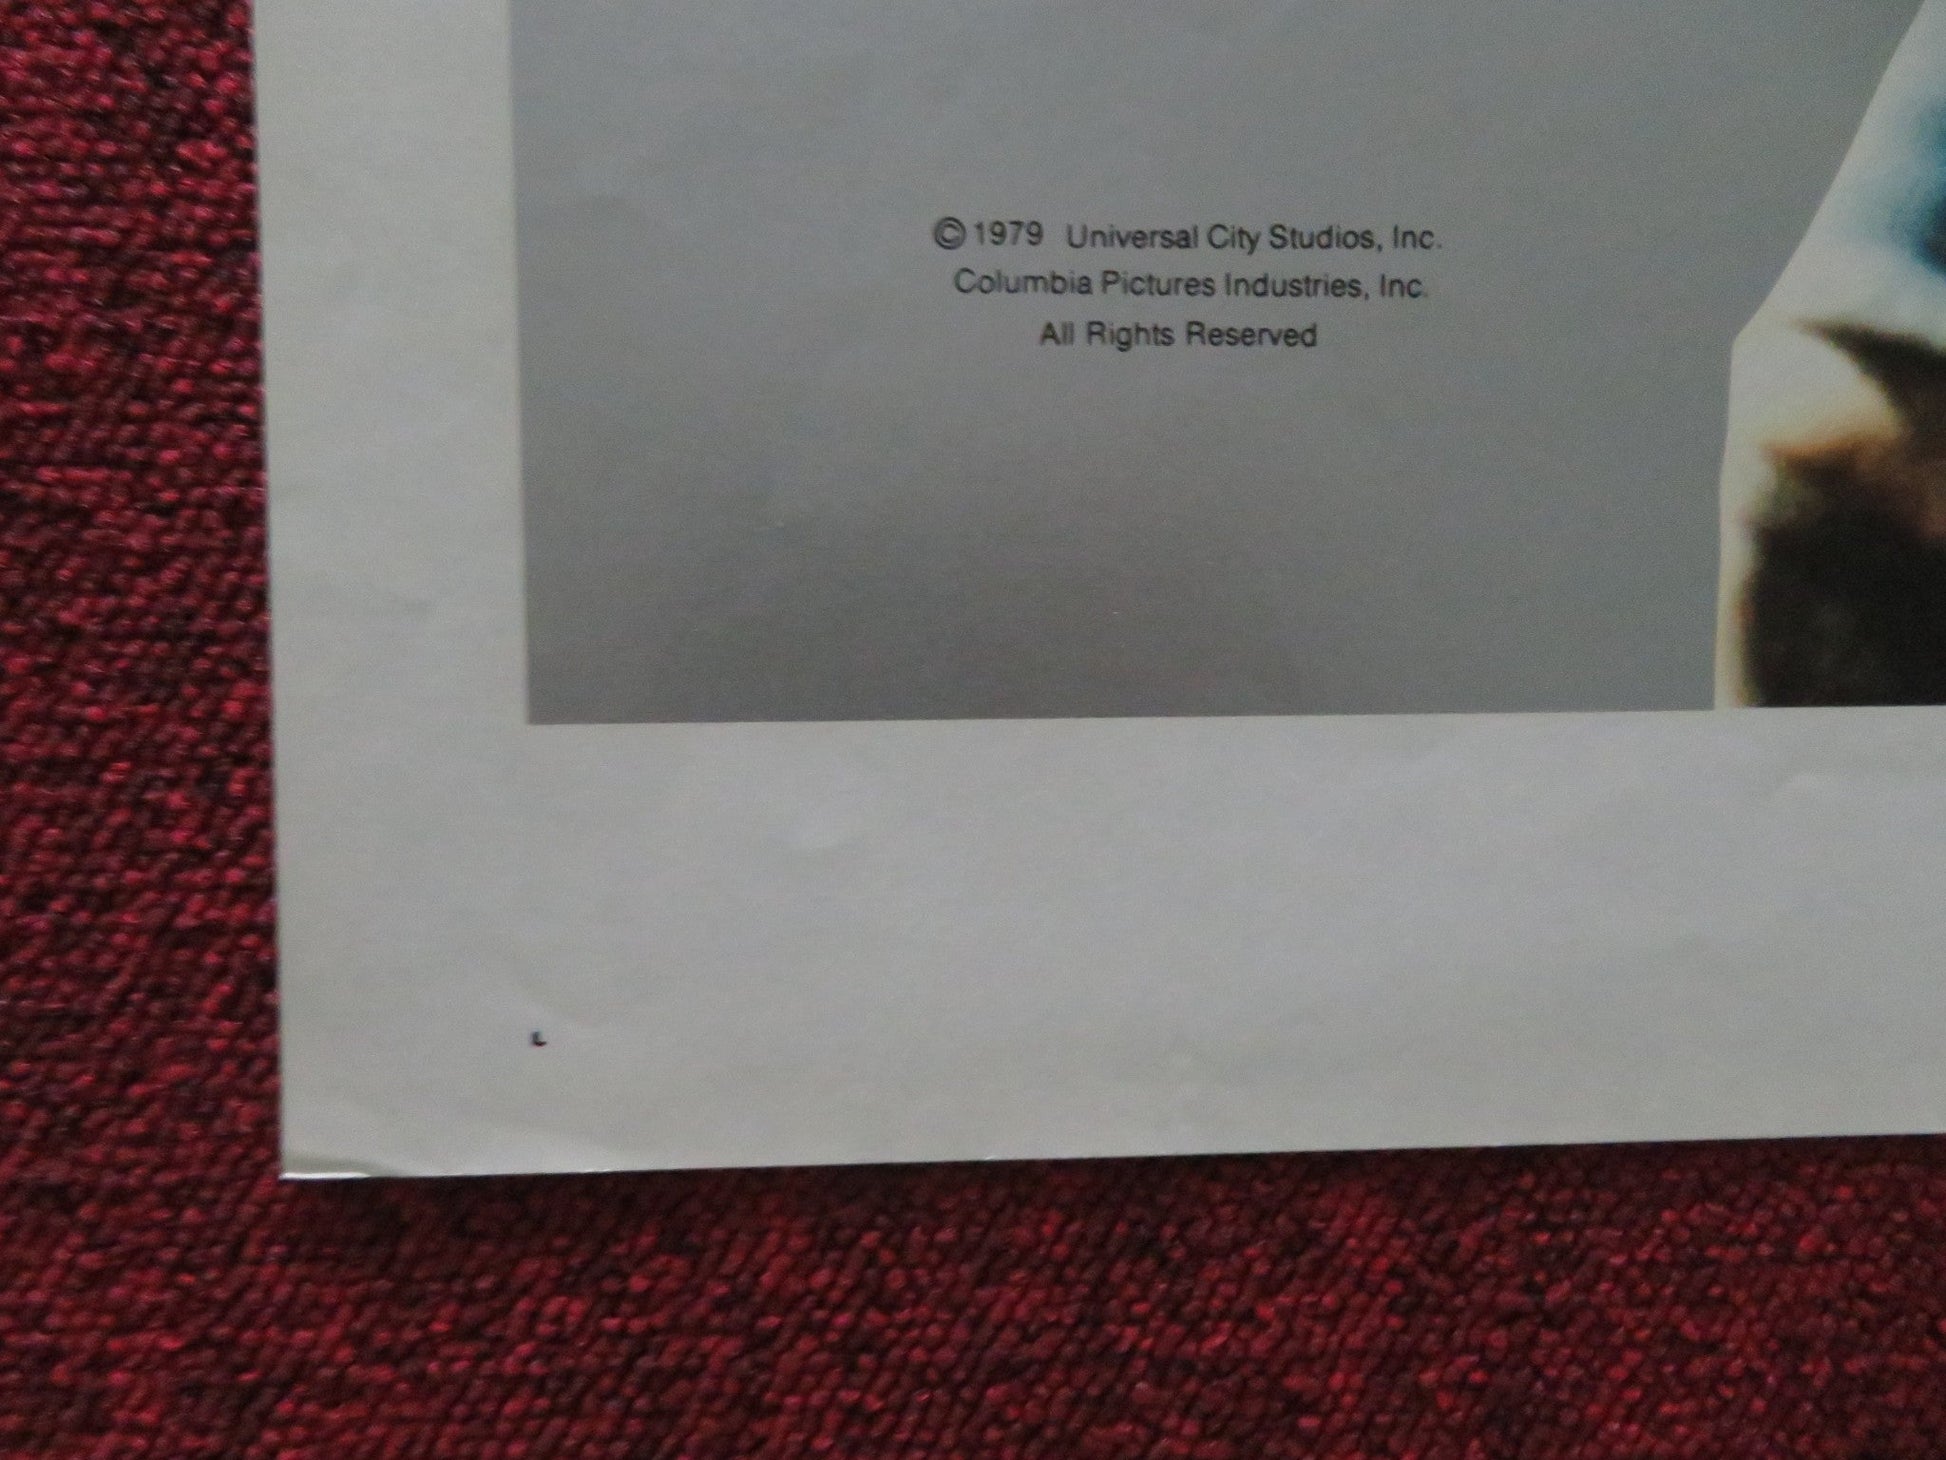 ©1979 Universal City Studios, Inc.
Columbia Pictures Industries, Inc.
All Rights Reserved
L